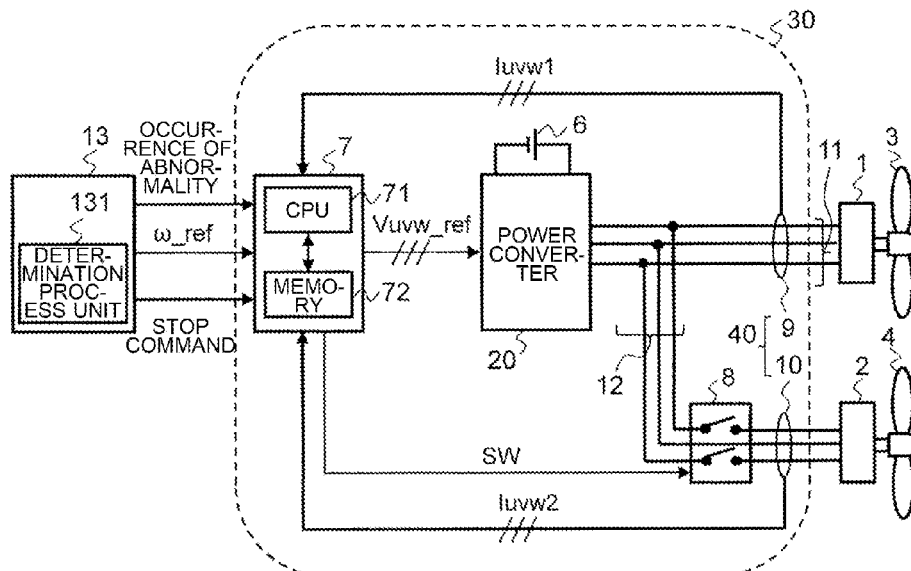 30
Iuvw1
OCCUR-
RENCE OF
ABNOR-
MALITY
13
7
6
11
1
3
131
71
CPU
ω_ref
Vuvw_ref
POWER
CONVER-
TER
DETER-
MINATION
PROC-
ESS UNIT
MEMO-
RY
72
STOP
COMMAND
20
12
40
9
10
8
2
4
SW
Iuvw2